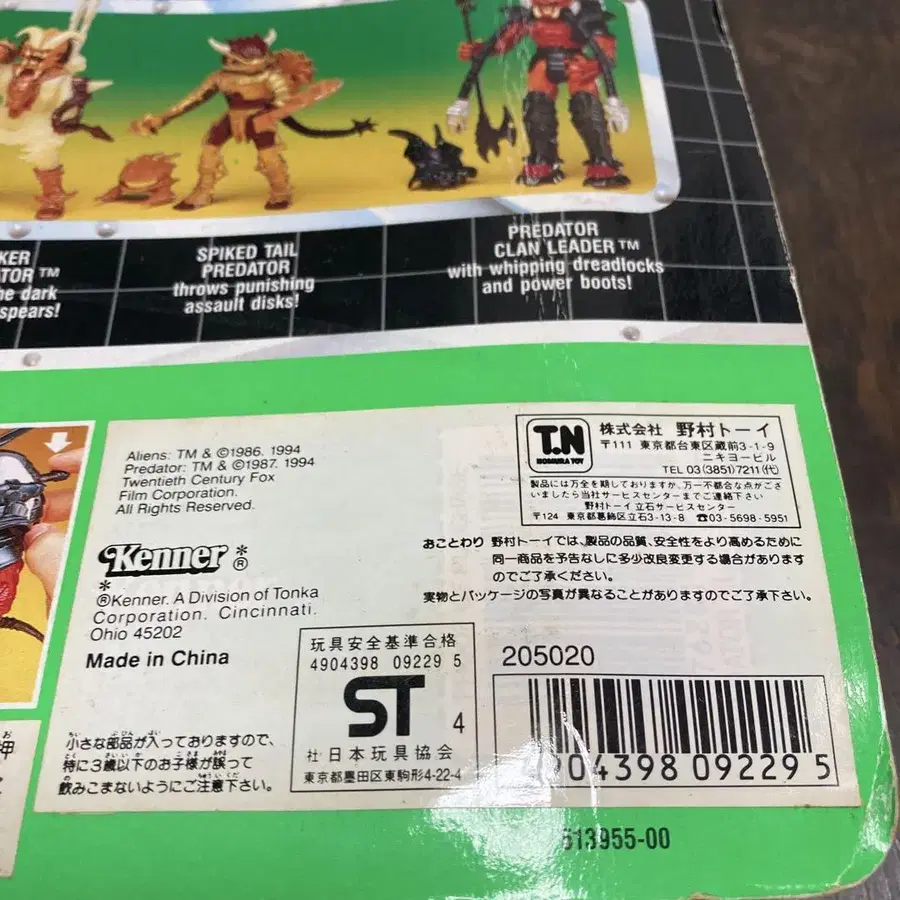 KER
TOR™
he dark
spears!
SPIKED TAIL
PREDATOR
throws punishing
assault disks!
PREDATOR
CLAN LEADER™
with whipping dreadlocks
and power boots!
Aliens: TM & ©1986, 1994
Predator: TM & ©1987, 1994
Twentieth Century Fox
Film Corporation.
All Rights Reserved.
Kenner®
®Kenner. A Division of Tonka
Corporation. Cincinnati.
Ohio 45202
Made in China
小さな部品が入っておりますので、
特に3歳以下のお子様が誤って
飲みこまないようにご注意下さい。
玩具安全基準合格
4904398 09229 5
ST 4
社 日本玩具協会
東京都墨田区東駒形4-22-4
T.N
NOMURA TOY
株式会社 野村トーイ
〒111 東京都台東区蔵前3-1-9
ニキヨービル
TEL 03(3851)7211(代)
製品には万全を期しておりますが、万一不都合な点がござ
いましたら当社サービスセンターまでご連絡下さい
野村トーイ 立石サービスセンター
〒124 東京都葛飾区立石3-13-8 ☎03-5698-5951
おことわり 野村トーイでは、製品の品質、安全性をより高めるために
同一商品を予告なしに多少改良変更する場合があります
のでご了承ください。
実物とパッケージの写真が異なることがありますのでご了承下さい。
205020
4904398 092295
513955-00
押